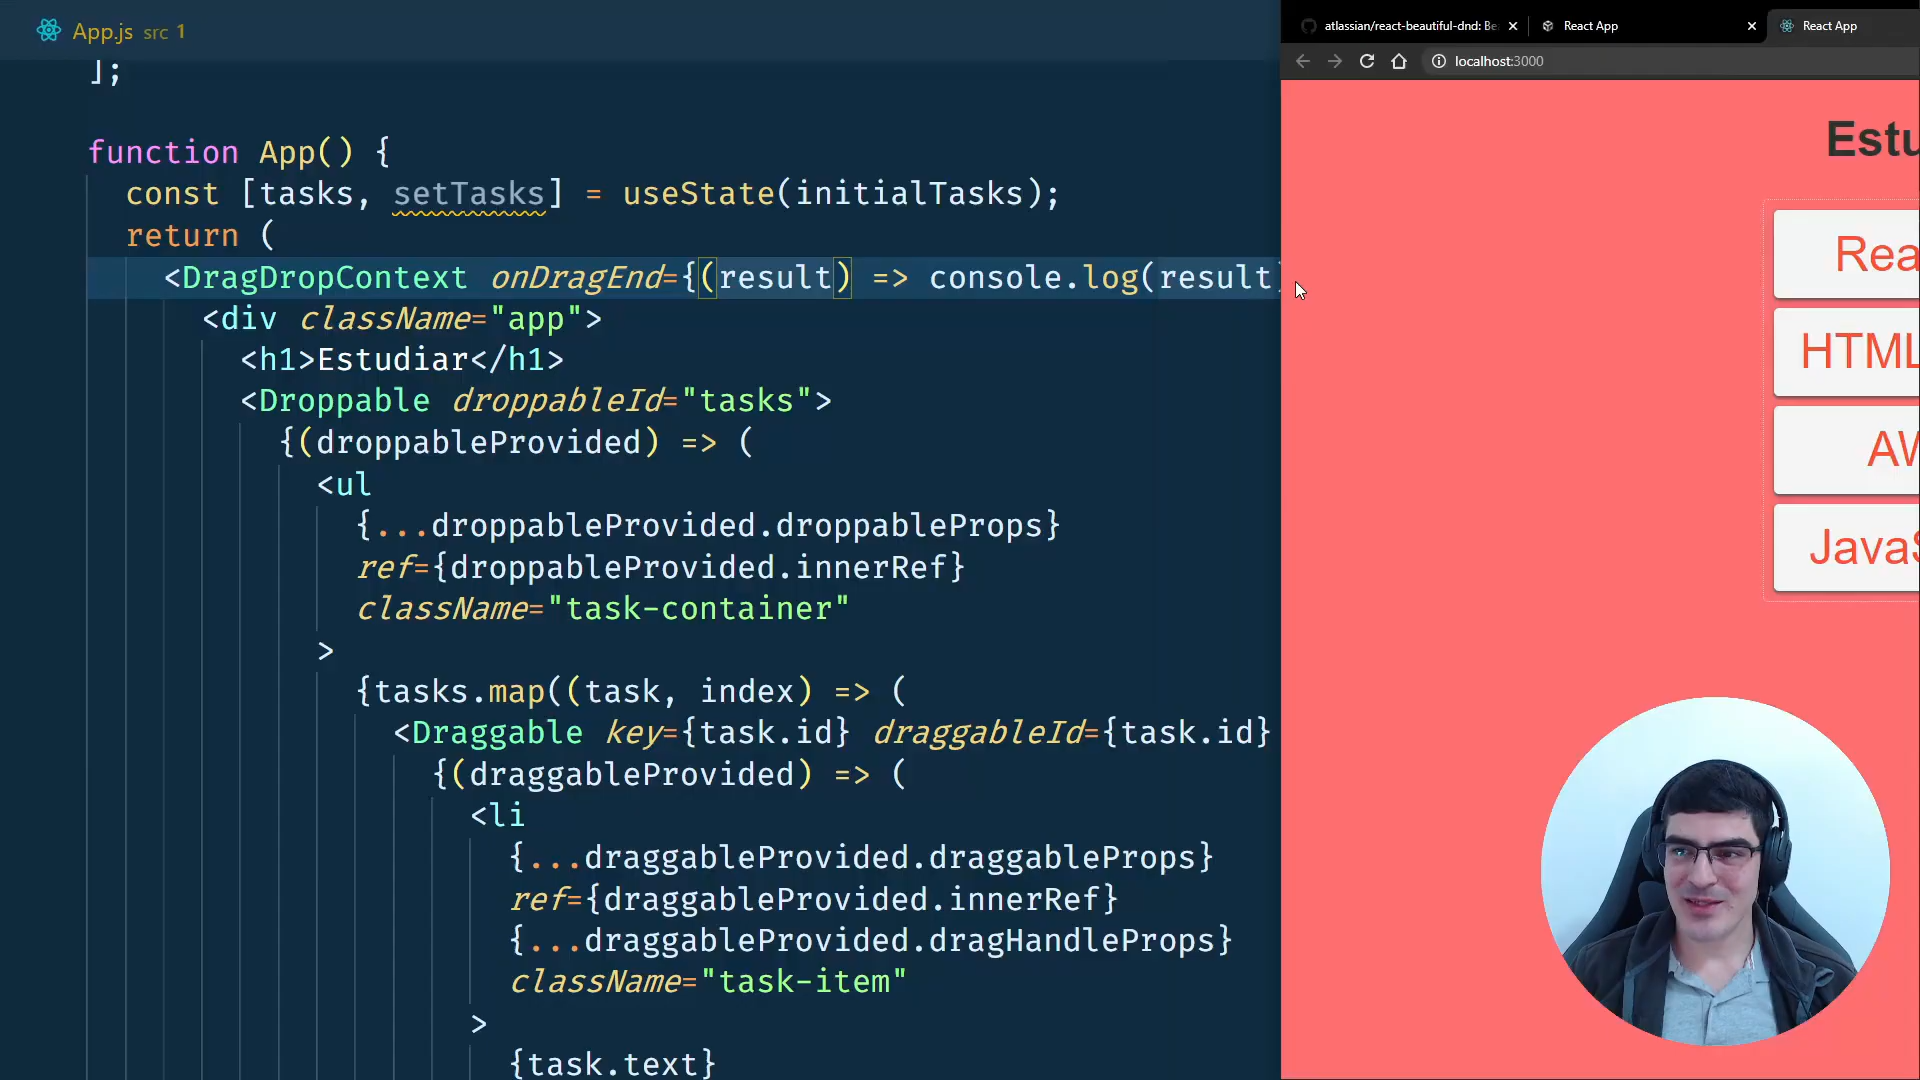 App.js src 1
];
function App() {
const [tasks, setTasks] = useState(initialTasks);
return (
<DragDropContext onDragEnd={(result) => console.log(result)
<div className="app">
<h1>Estudiar</h1>
<Droppable droppableId="tasks">
{(droppableProvided) => (
<ul
{...droppableProvided.droppableProps}
ref={droppableProvided.innerRef}
className="task-container"
>
{tasks.map((task, index) => (
<Draggable key={task.id} draggableId={task.id}
{(draggableProvided) => (
<li
{...draggableProvided.draggableProps}
ref={draggableProvided.innerRef}
{...draggableProvided.dragHandleProps}
className="task-item"
>
{task.text}
atlassian/react-beautiful-dnd: Be
React App
React App
localhost:3000
Estu
Rea
HTML
AW
JavaS